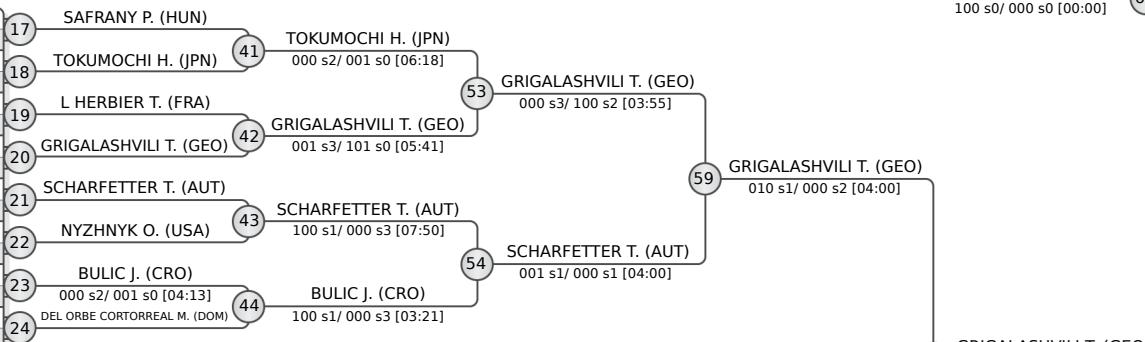 100 s0/ 000 s0 [00:00]
17
SAFRANY P. (HUN)
41
TOKUMOCHI H. (JPN)
000 s2/ 001 s0 [06:18]
18
TOKUMOCHI H. (JPN)
53
GRIGALASHVILI T. (GEO)
000 s3/ 100 s2 [03:55]
19
L HERBIER T. (FRA)
42
GRIGALASHVILI T. (GEO)
001 s3/ 101 s0 [05:41]
20
GRIGALASHVILI T. (GEO)
59
GRIGALASHVILI T. (GEO)
010 s1/ 000 s2 [04:00]
21
SCHARFETTER T. (AUT)
43
SCHARFETTER T. (AUT)
100 s1/ 000 s3 [07:50]
22
NYZHNYK O. (USA)
54
SCHARFETTER T. (AUT)
001 s1/ 000 s1 [04:00]
23
BULIC J. (CRO)
000 s2/ 001 s0 [04:13]
44
BULIC J. (CRO)
100 s1/ 000 s3 [03:21]
24
DEL ORBE CORTORREAL M. (DOM)